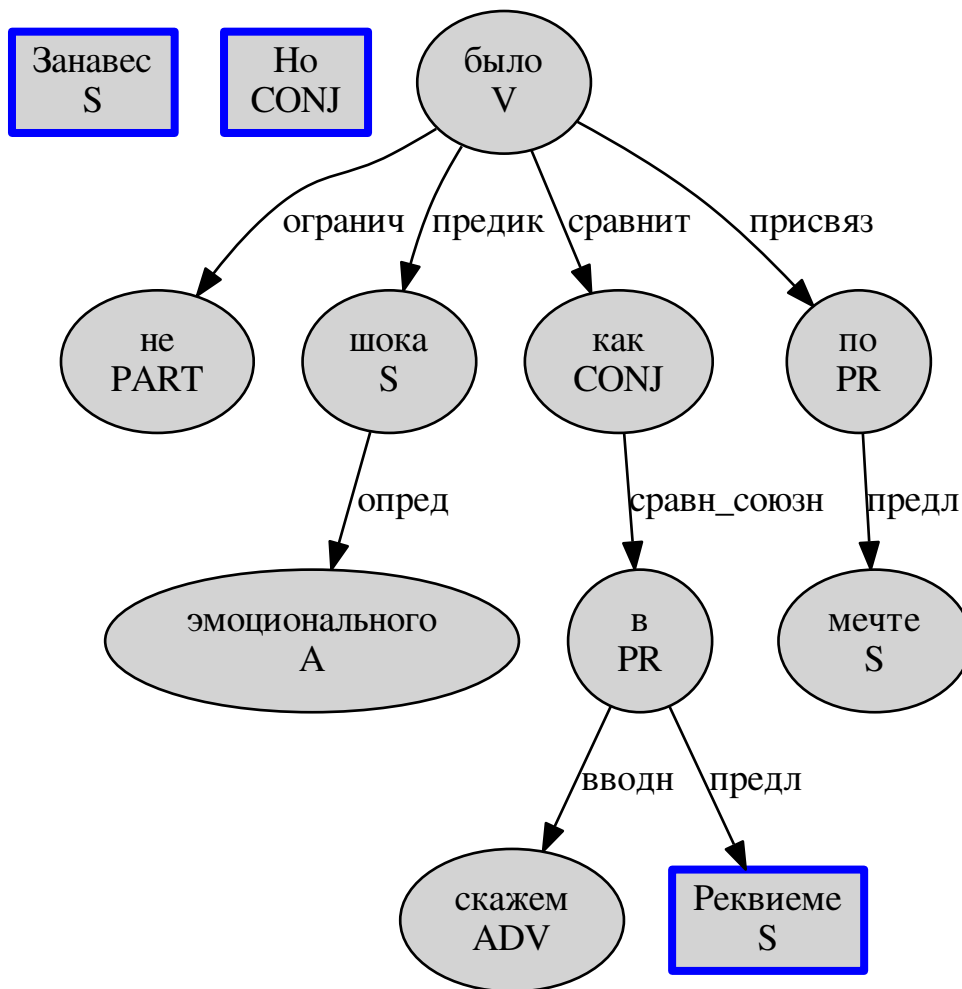 Занавес
S
Но
CONJ
было
V
огранич
предик
сравнит
присвяз
не
PART
шока
S
как
CONJ
по
PR
опред
сравн_союзн
предл
эмоционального
A
в
PR
мечте
S
вводн
предл
скажем
ADV
Реквиеме
S